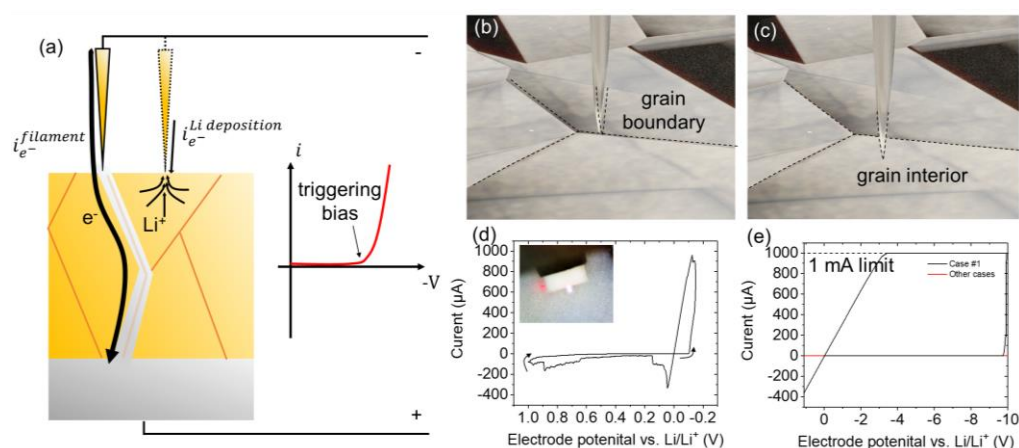 (a)
-
i_{e^-}^{filament}
i_{e^-}^{Li deposition}
e-
Li+
i
triggering
bias
-V
+
(b)
grain
boundary
(c)
grain interior
(d)
Curent (µA)
1000
800
600
400
200
0
-200
-400
1.0 0.8 0.6 0.4 0.2 0.0 -0.2
Electrode potenital vs. Li/Li+ (V)
(e)
Curent (µA)
1000
800
600
400
200
0
-200
-400
1 mA limit
Case #1
Other cases
0 -2 -4 -6 -8 -10
Electrode potenital vs. Li/Li+ (V)